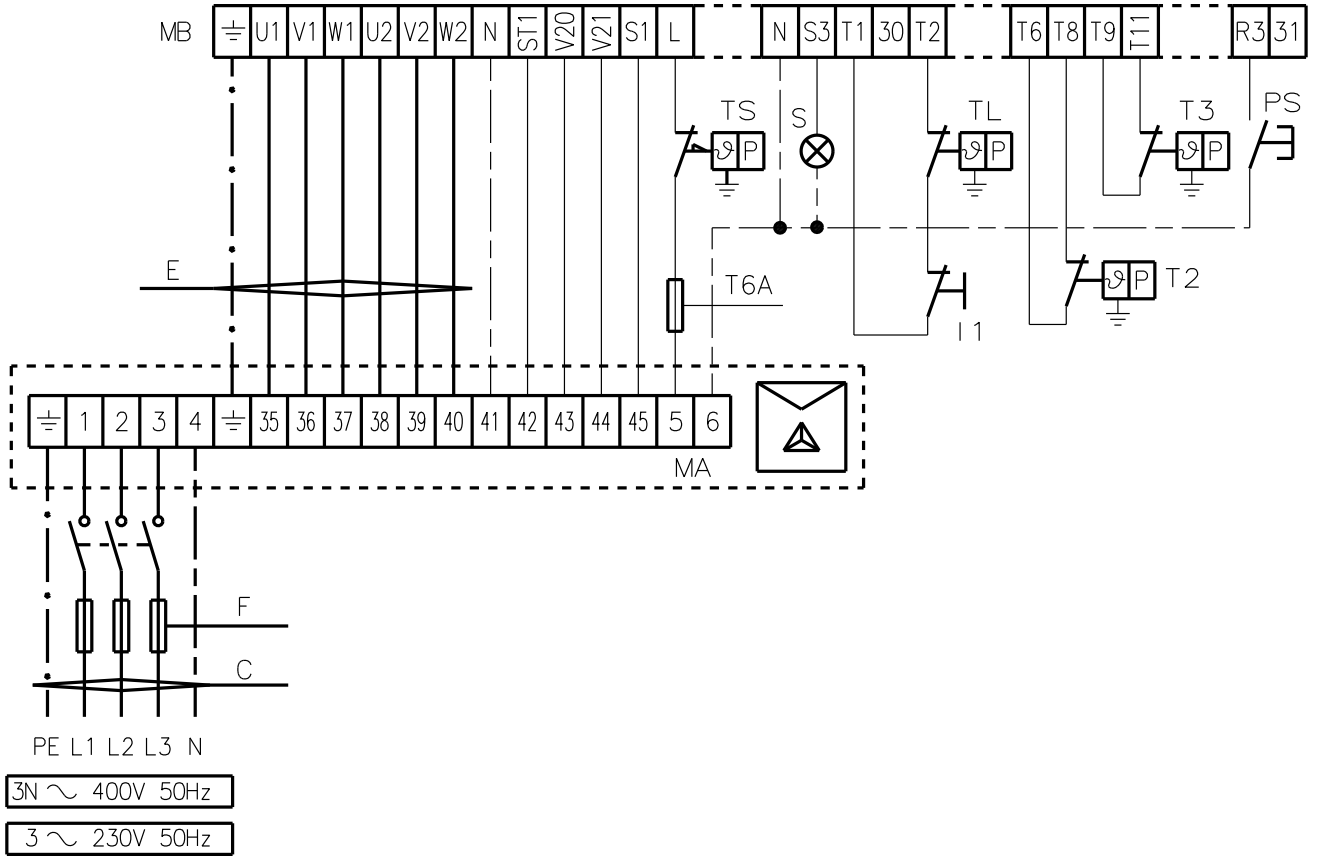 MB U1 V1 W1 U2 V2 W2 N ST1 V20 V21 S1 L N S3 T1 30 T2 T6 T8 T9 T11 R3 31
TS S TL T3 PS
ϑ P ϑ P ϑ P
E T6A ϑ P T2
I1
1 2 3 4 35 36 37 38 39 40 41 42 43 44 45 5 6
MA
F
C
PE L1 L2 L3 N
3N ~ 400V 50Hz
3 ~ 230V 50Hz